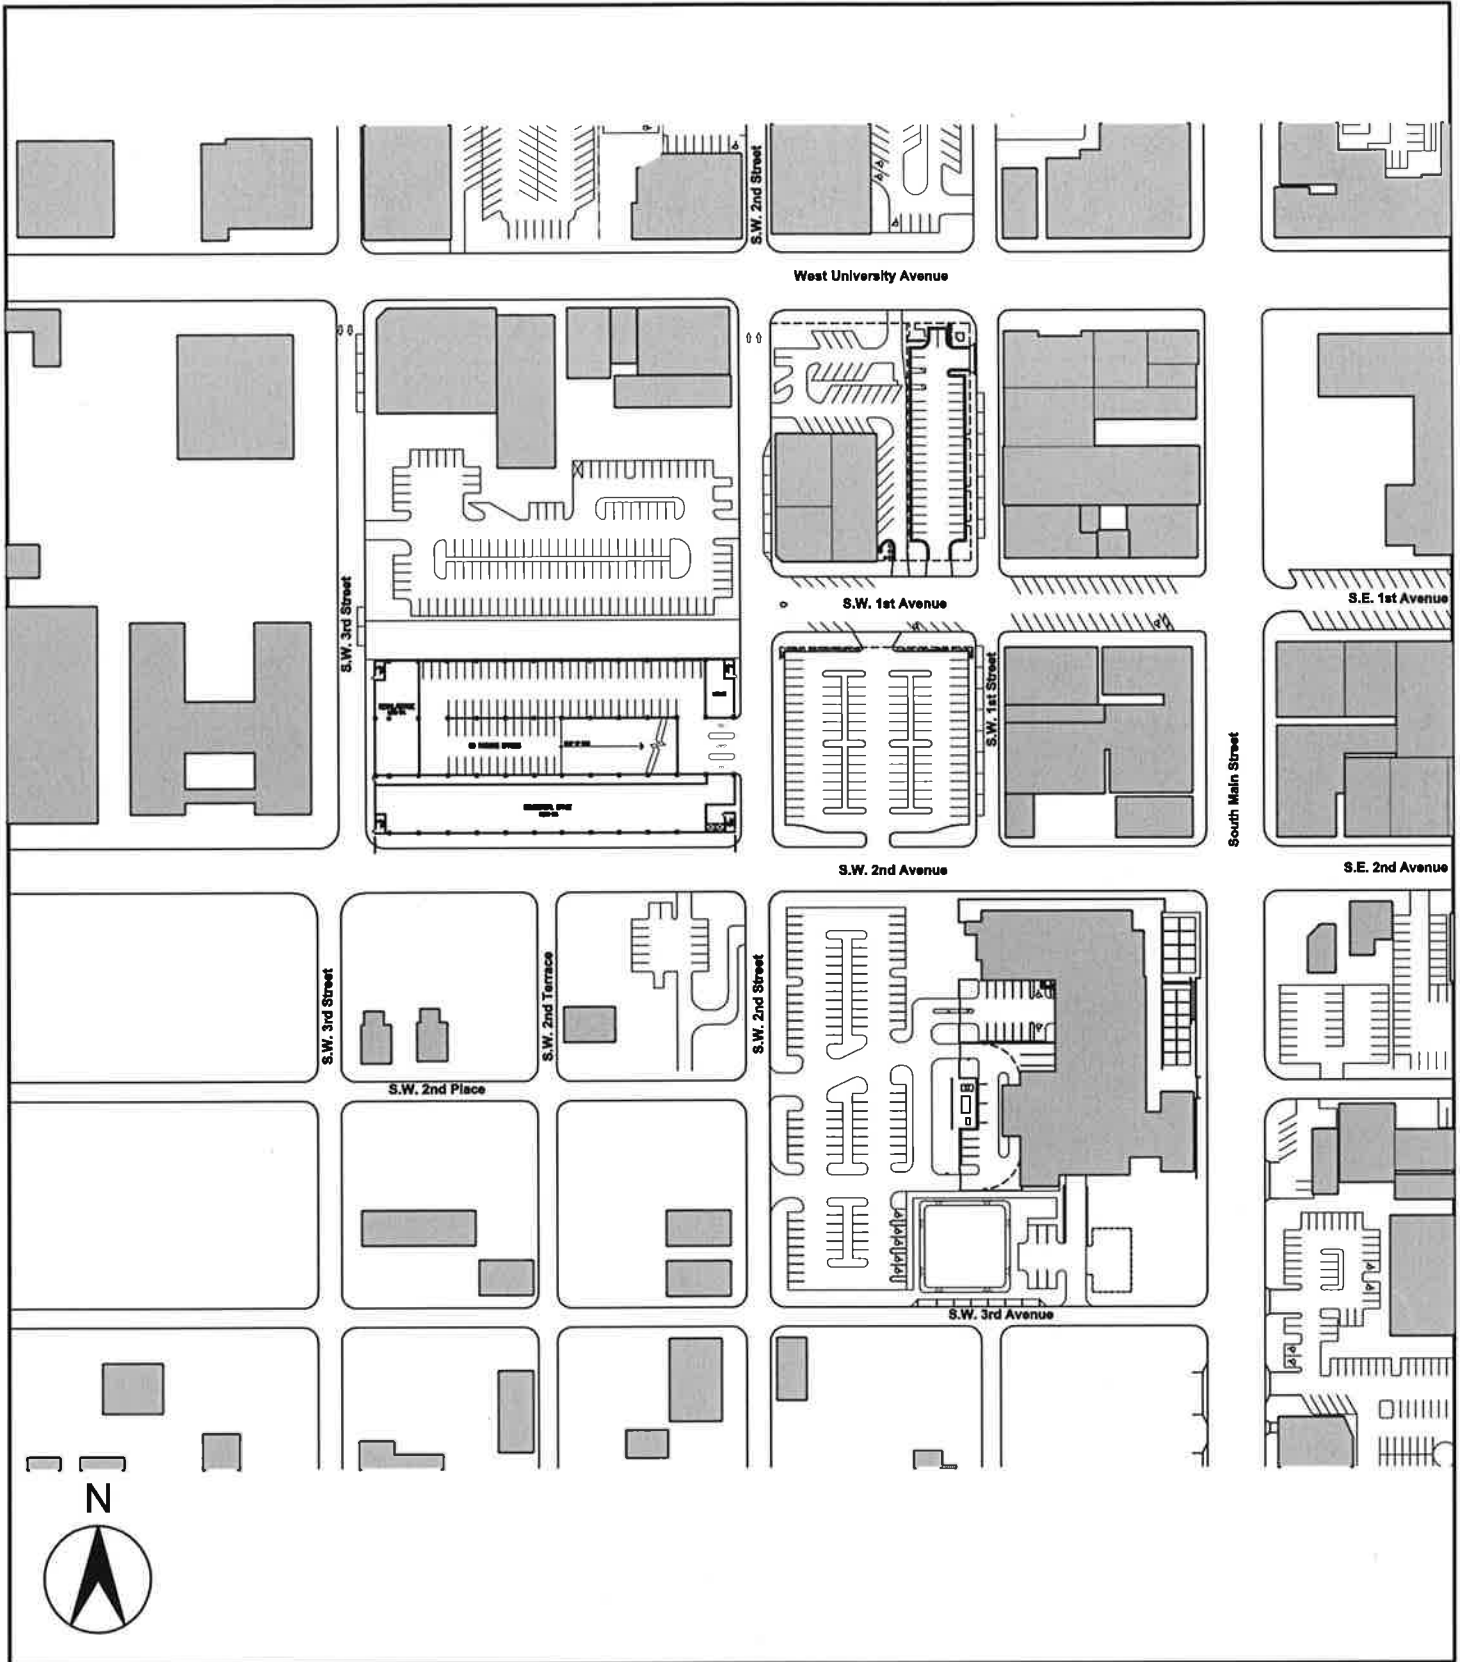 S.W. 2nd Street
West University Avenue
S.W. 3rd Street
S.W. 1st Avenue
S.E. 1st Avenue
S.W. 1st Street
South Main Street
S.W. 2nd Avenue
S.E. 2nd Avenue
S.W. 3rd Street
S.W. 2nd Terrace
S.W. 2nd Street
S.W. 2nd Place
S.W. 3rd Avenue
N